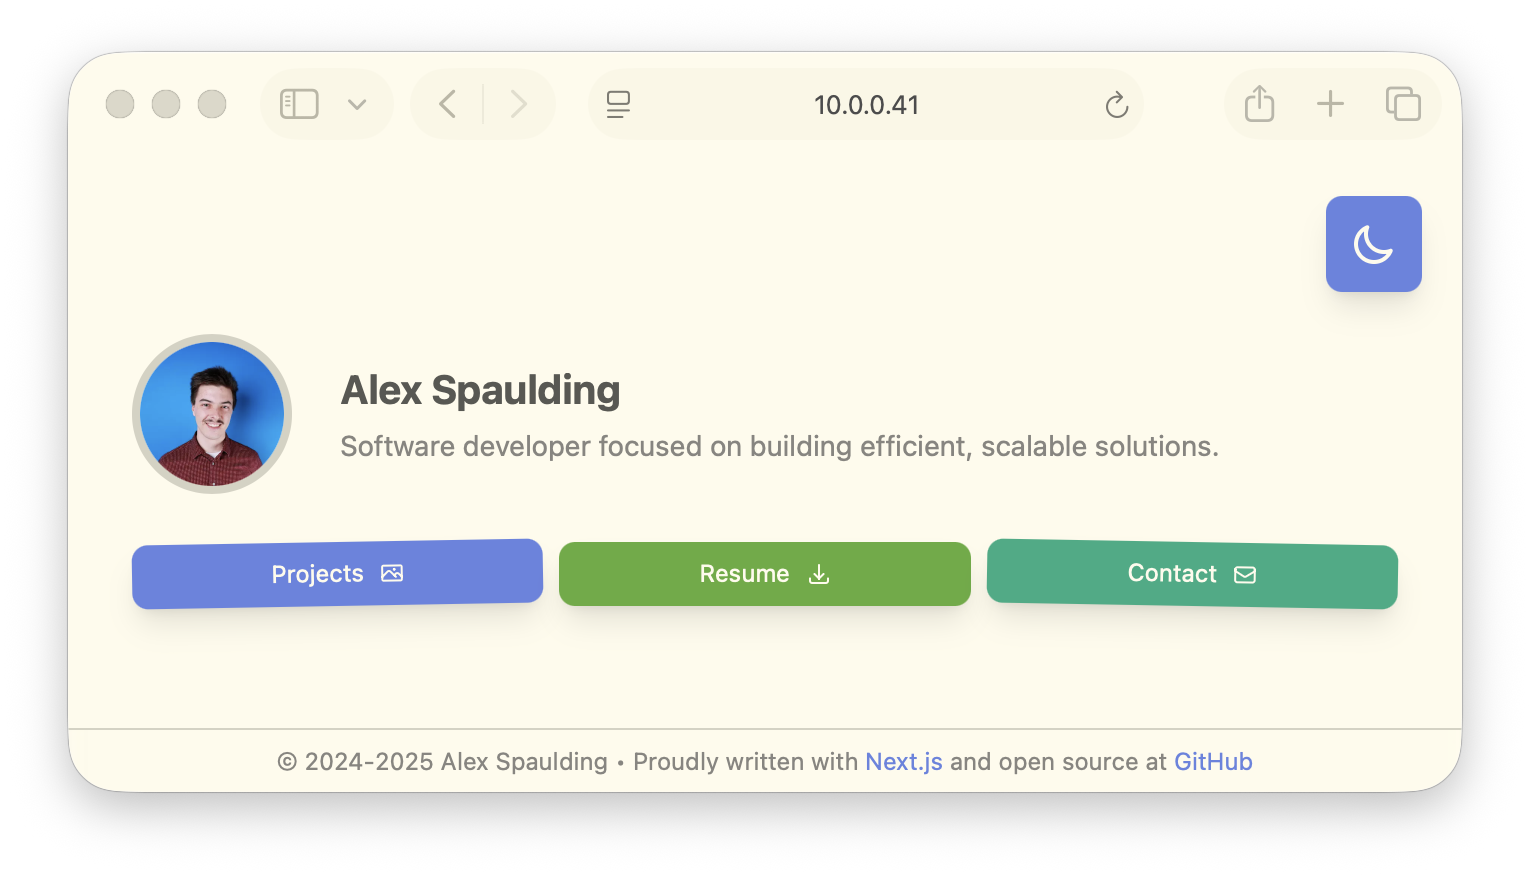 10.0.0.41
Alex Spaulding
Software developer focused on building efficient, scalable solutions.
Projects
Resume
Contact
© 2024-2025 Alex Spaulding • Proudly written with Next.js and open source at GitHub